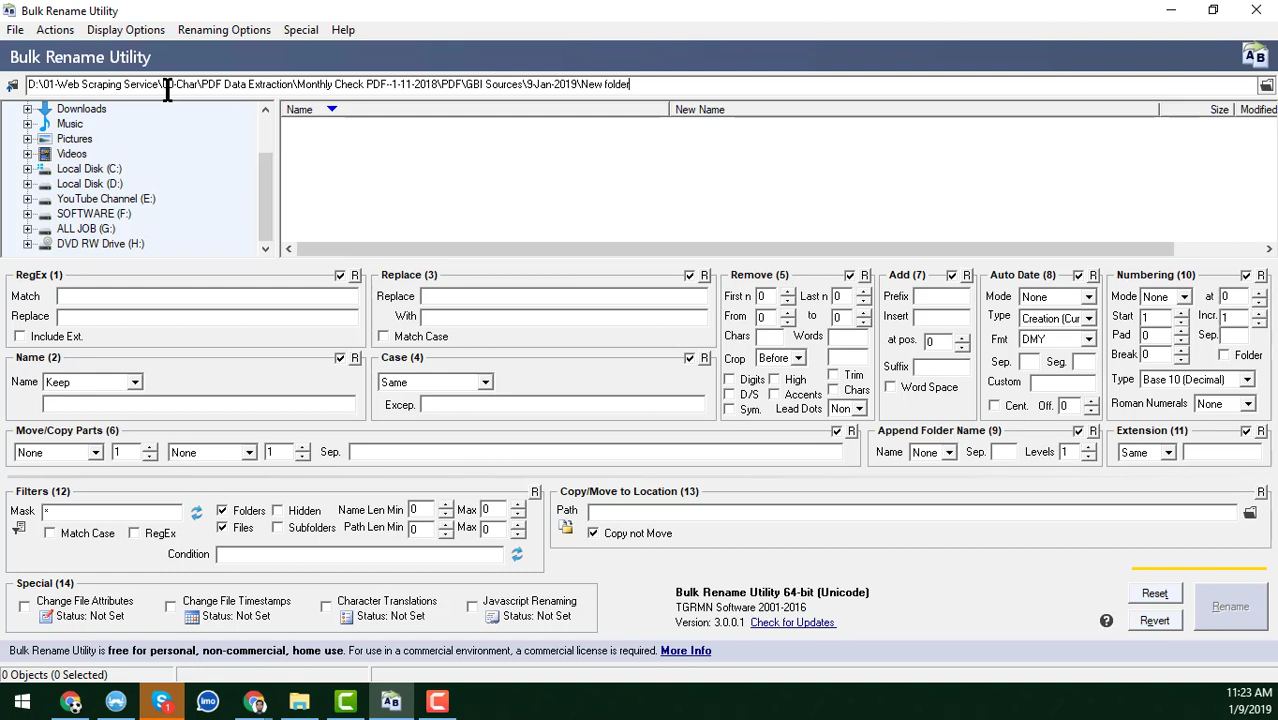 Bulk Rename Utility
File Actions Display Options Renaming Options Special Help
Bulk Rename Utility
D:\01-Web Scraping Service\ -Char\PDF Data Extraction\Monthly Check PDF--1-11-2018\PDF\GBI Sources\9-Jan-2019\New folder
Downloads
Music
Pictures
Videos
Local Disk (C:)
Local Disk (D:)
YouTube Channel (E:)
SOFTWARE (F:)
ALL JOB (G:)
DVD RW Drive (H:)
Name New Name Size Modified
RegEx (1) R Replace (3) R Remove (5) R Add (7) R Auto Date (8) R Numbering (10) R
Match Replace First n 0 Last n 0 Prefix Mode None Mode None at 0
Replace With From 0 to 0 Insert Type Creation (Cur Start 1 Incr. 1
Include Ext. Match Case Chars Words at pos. 0 Fmt DMY Pad 0 Sep.
Name (2) R Case (4) R Crop Before Sep. Seg. Break 0 Folder
Name Keep Same Digits High Trim Suffix Custom Type Base 10 (Decimal)
D/S Accents Chars Word Space
Excep. Sym. Lead Dots Non Cent. Off. 0 Roman Numerals None
Move/Copy Parts (6) R Append Folder Name (9) R Extension (11) R
None 1 None 1 Sep. Name None Sep. Levels 1 Same
Filters (12) R Copy/Move to Location (13) R
Mask * Folders Hidden Name Len Min 0 Max 0 Path
Match Case RegEx Files Subfolders Path Len Min 0 Max 0 Copy not Move
Condition
Special (14)
Change File Attributes Change File Timestamps Character Translations Javascript Renaming
Status: Not Set Status: Not Set Status: Not Set Status: Not Set
Bulk Rename Utility 64-bit (Unicode)
TGRMN Software 2001-2016
Version: 3.0.0.1 Check for Updates
Reset Rename
Revert
Bulk Rename Utility is free for personal, non-commercial, home use. For use in a commercial environment, a commercial license is required. More Info
0 Objects (0 Selected)
11:23 AM
1/9/2019